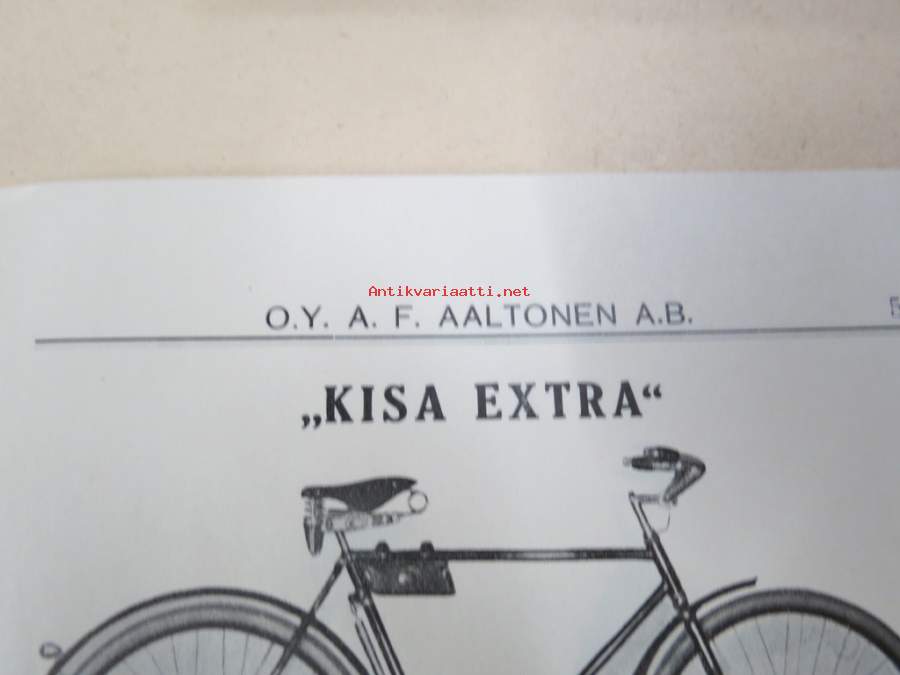 Antikvariaatti.net
O.Y. A. F. AALTONEN A.B.
„KISA EXTRA“